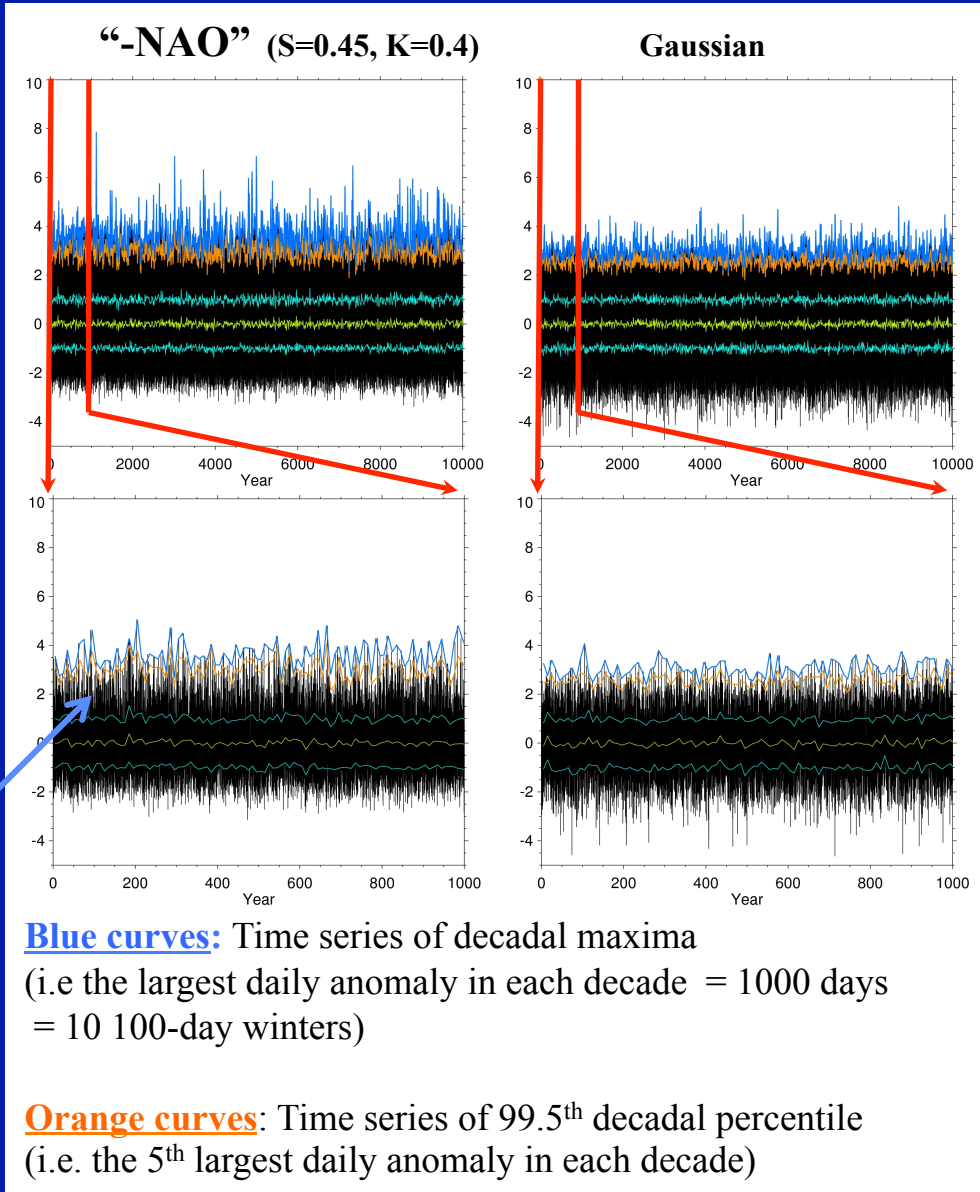 “-NAO” (S=0.45, K=0.4)
Gaussian
10
8
6
4
2
0
-2
-4
0 2000 4000 6000 8000 10000
Year
10
8
6
4
2
0
-2
-4
0 2000 4000 6000 8000 10000
Year
10
8
6
4
2
0
-2
-4
0 200 400 600 800 1000
Year
10
8
6
4
2
0
-2
-4
0 200 400 600 800 1000
Year
Blue curves: Time series of decadal maxima
(i.e the largest daily anomaly in each decade = 1000 days
= 10 100-day winters)
Orange curves: Time series of 99.5th decadal percentile
(i.e. the 5th largest daily anomaly in each decade)